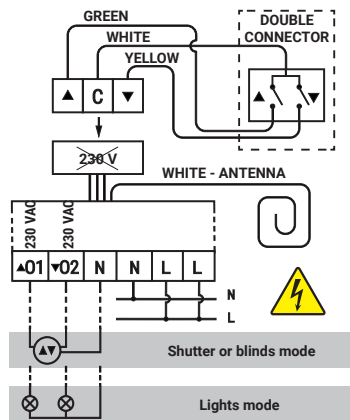 GREEN
WHITE
YELLOW
DOUBLE
CONNECTOR
▲ C ▼
▲ ▼
230 V
WHITE - ANTENNA
230 VAC
230 VAC
▲01 ▼02 N N L L
N
L
▲▼
Shutter or blinds mode
Lights mode